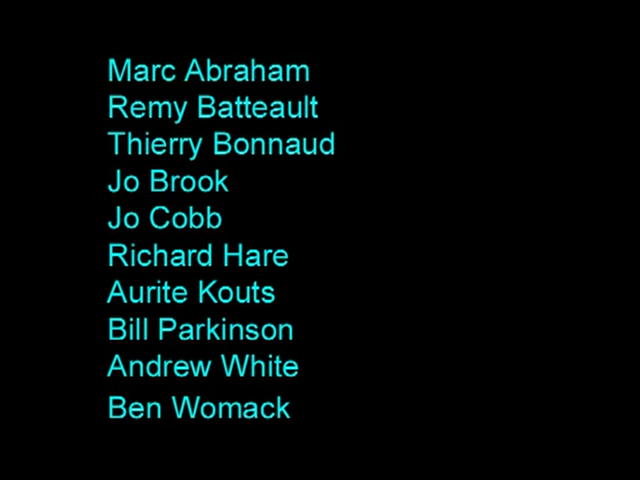 Marc Abraham
Remy Batteault
Thierry Bonnaud
Jo Brook
Jo Cobb
Richard Hare
Aurite Kouts
Bill Parkinson
Andrew White
Ben Womack